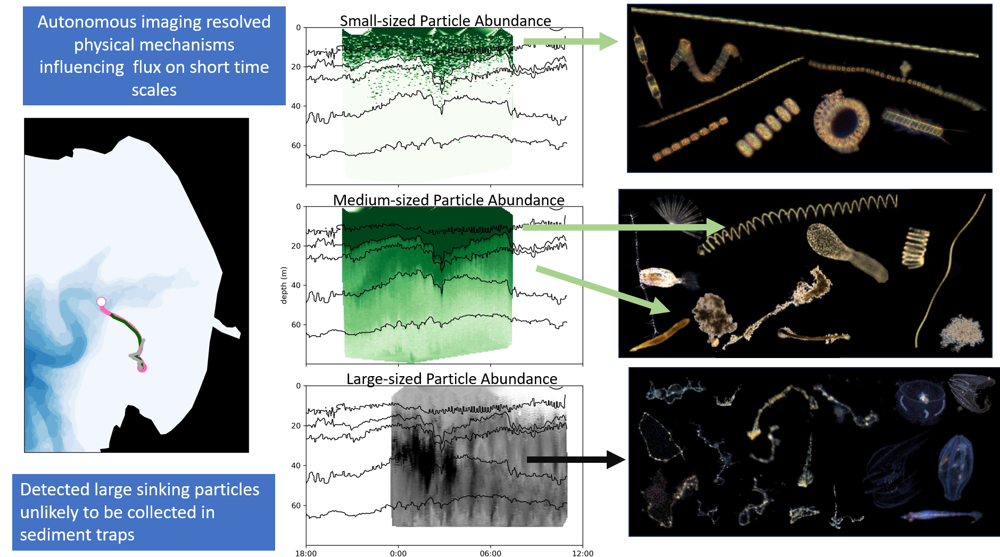 Autonomous imaging resolved
physical mechanisms
influencing  flux on short time
scales
Detected large sinking particles
unlikely to be collected in
sediment traps
Small-sized Particle Abundance
0
20
40
60
Medium-sized Particle Abundance
0
20
40
60
depth (m)
Large-sized Particle Abundance
0
20
40
60
18:00 0:00 06:00 12:00